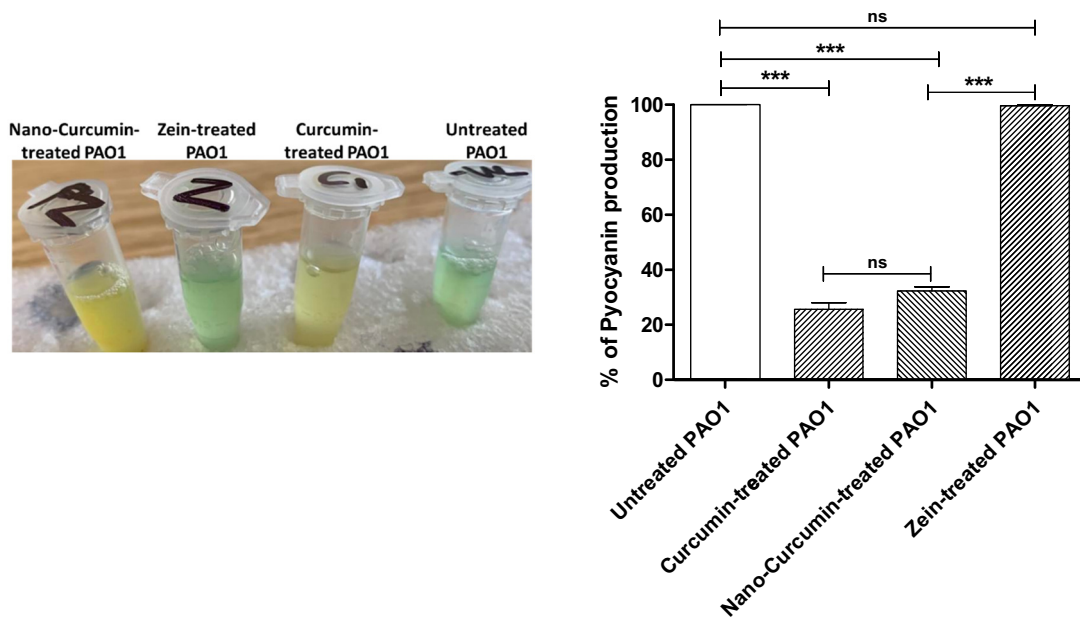 Nano-Curcumin-
treated PAO1
Zein-treated
PAO1
Curcumin-
treated PAO1
Untreated
PAO1
N
C1
ns
***
***
***
ns
% of Pyocyanin production
100
80
60
40
20
0
Untreated PAO1
Curcumin-treated PAO1
Nano-Curcumin-treated PAO1
Zein-treated PAO1